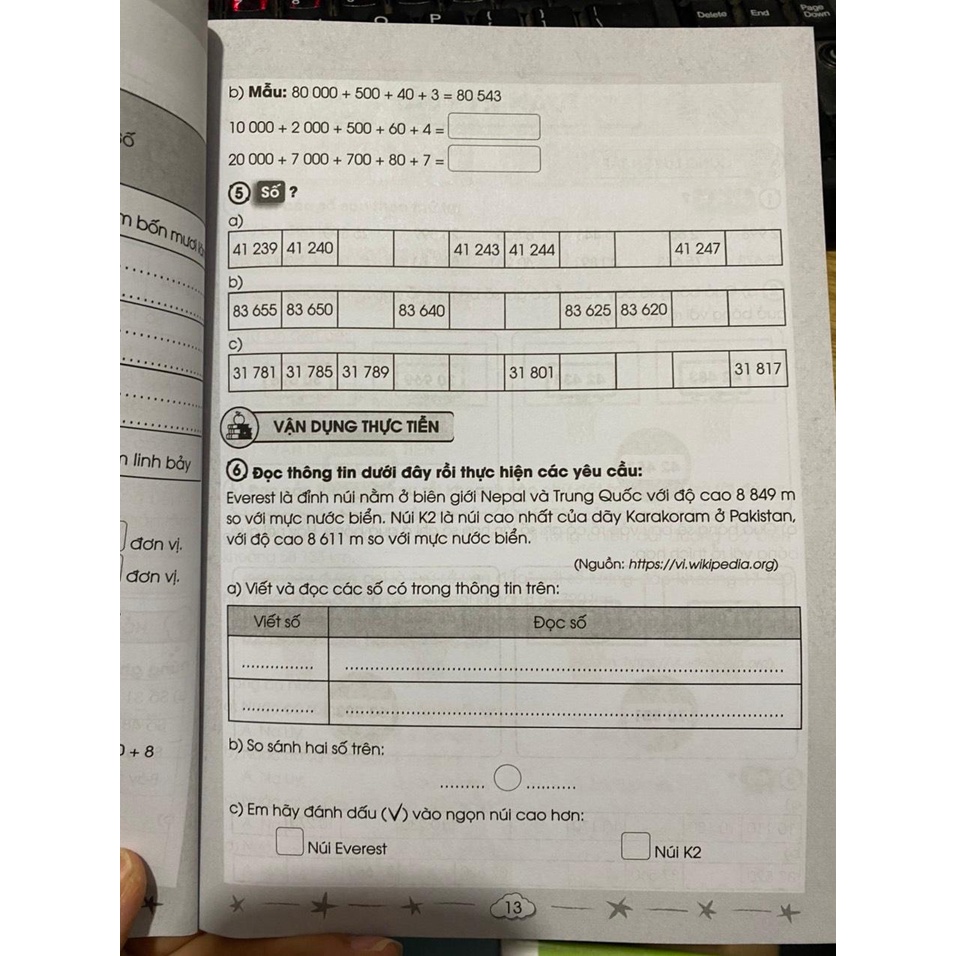 Delete End Page Down
P { }
b) Mẫu: 80 000 + 500 + 40 + 3 = 80 543
10 000 + 2 000 + 500 + 60 + 4 =
20 000 + 7 000 + 700 + 80 + 7 =
5 Số ?
a)
41 239 41 240 41 243 41 244 41 247
b)
83 655 83 650 83 640 83 625 83 620
c)
31 781 31 785 31 789 31 801 31 817
VẬN DỤNG THỰC TIỄN
6 Đọc thông tin dưới đây rồi thực hiện các yêu cầu:
Everest là đỉnh núi nằm ở biên giới Nepal và Trung Quốc với độ cao 8 849 m
so với mực nước biển. Núi K2 là núi cao nhất của dãy Karakoram ở Pakistan,
với độ cao 8 611 m so với mực nước biển.
(Nguồn: https://vi.wikipedia.org)
a) Viết và đọc các số có trong thông tin trên:
Viết số Đọc số
............... ................................................................
............... ................................................................
b) So sánh hai số trên:
......... ..........
c) Em hãy đánh dấu (√) vào ngọn núi cao hơn:
Núi Everest Núi K2
13
bốn mươi
linh bảy
đơn vị.
đơn vị.
+ 8